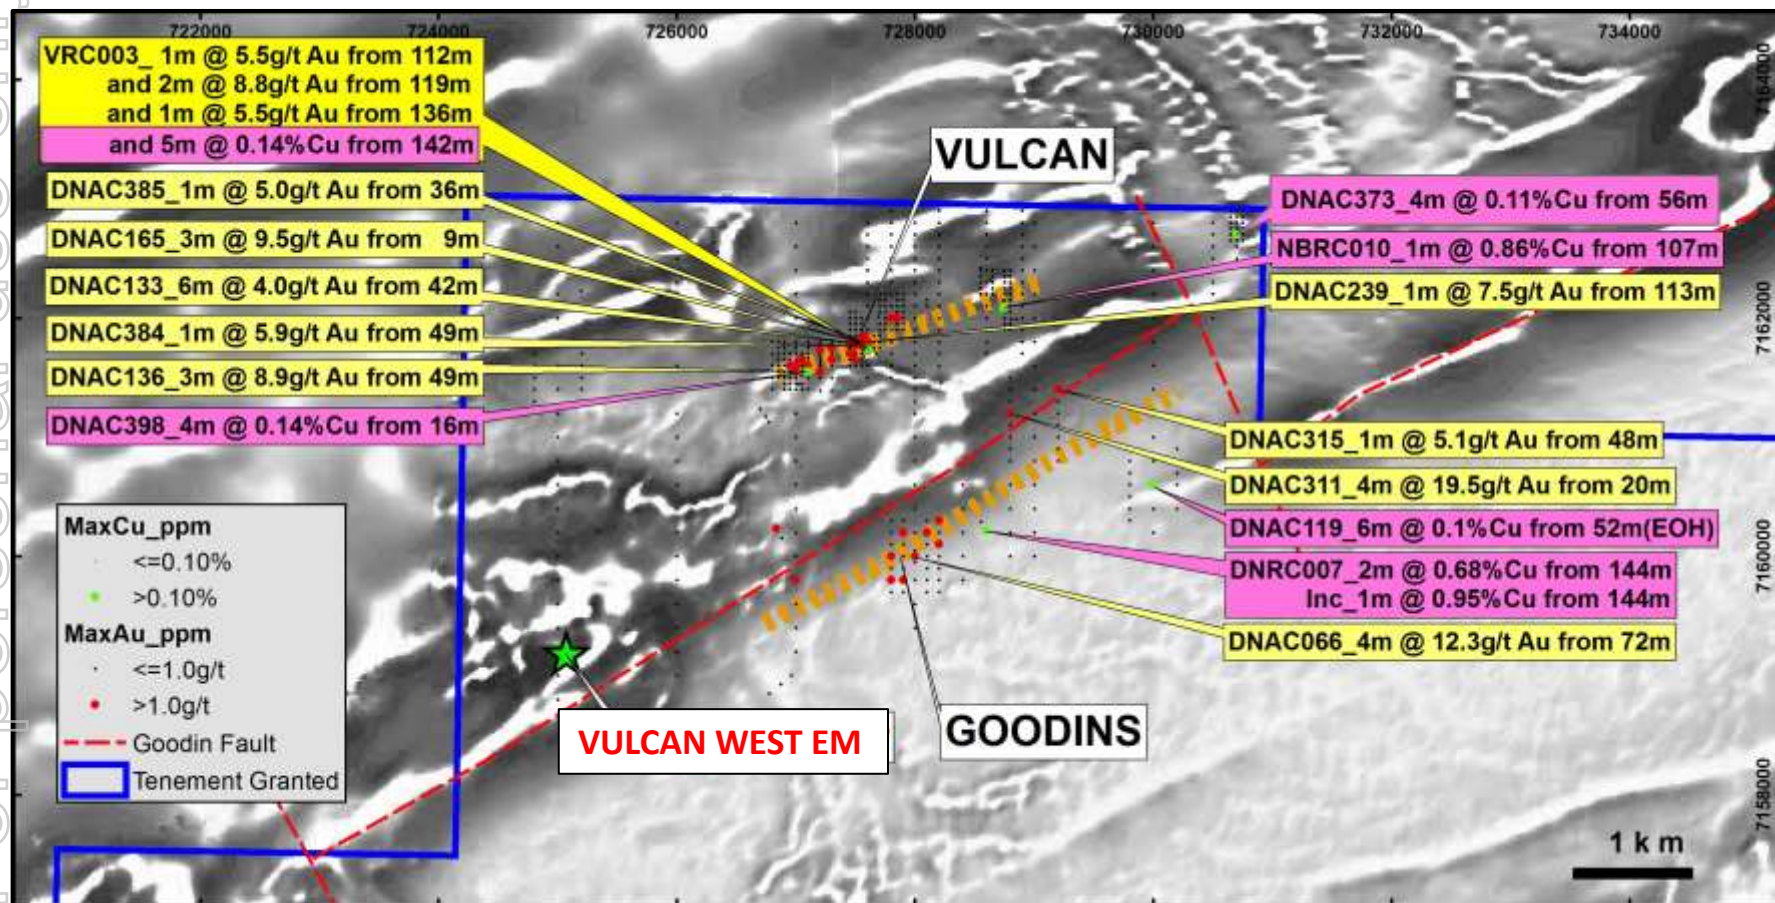 722000
724000
726000
728000
730000
732000
734000
7164000
7162000
7160000
7158000
VRC003_ 1m @ 5.5g/t Au from 112m
and 2m @ 8.8g/t Au from 119m
and 1m @ 5.5g/t Au from 136m
and 5m @ 0.14%Cu from 142m
DNAC385_1m @ 5.0g/t Au from 36m
DNAC165_3m @ 9.5g/t Au from 9m
DNAC133_6m @ 4.0g/t Au from 42m
DNAC384_1m @ 5.9g/t Au from 49m
DNAC136_3m @ 8.9g/t Au from 49m
DNAC398_4m @ 0.14%Cu from 16m
VULCAN
DNAC373_4m @ 0.11%Cu from 56m
NBRC010_1m @ 0.86%Cu from 107m
DNAC239_1m @ 7.5g/t Au from 113m
DNAC315_1m @ 5.1g/t Au from 48m
DNAC311_4m @ 19.5g/t Au from 20m
DNAC119_6m @ 0.1%Cu from 52m(EOH)
DNRC007_2m @ 0.68%Cu from 144m
Inc_1m @ 0.95%Cu from 144m
DNAC066_4m @ 12.3g/t Au from 72m
MaxCu_ppm
<=0.10%
>0.10%
MaxAu_ppm
<=1.0g/t
>1.0g/t
Goodin Fault
Tenement Granted
VULCAN WEST EM
GOODINS
1 k m